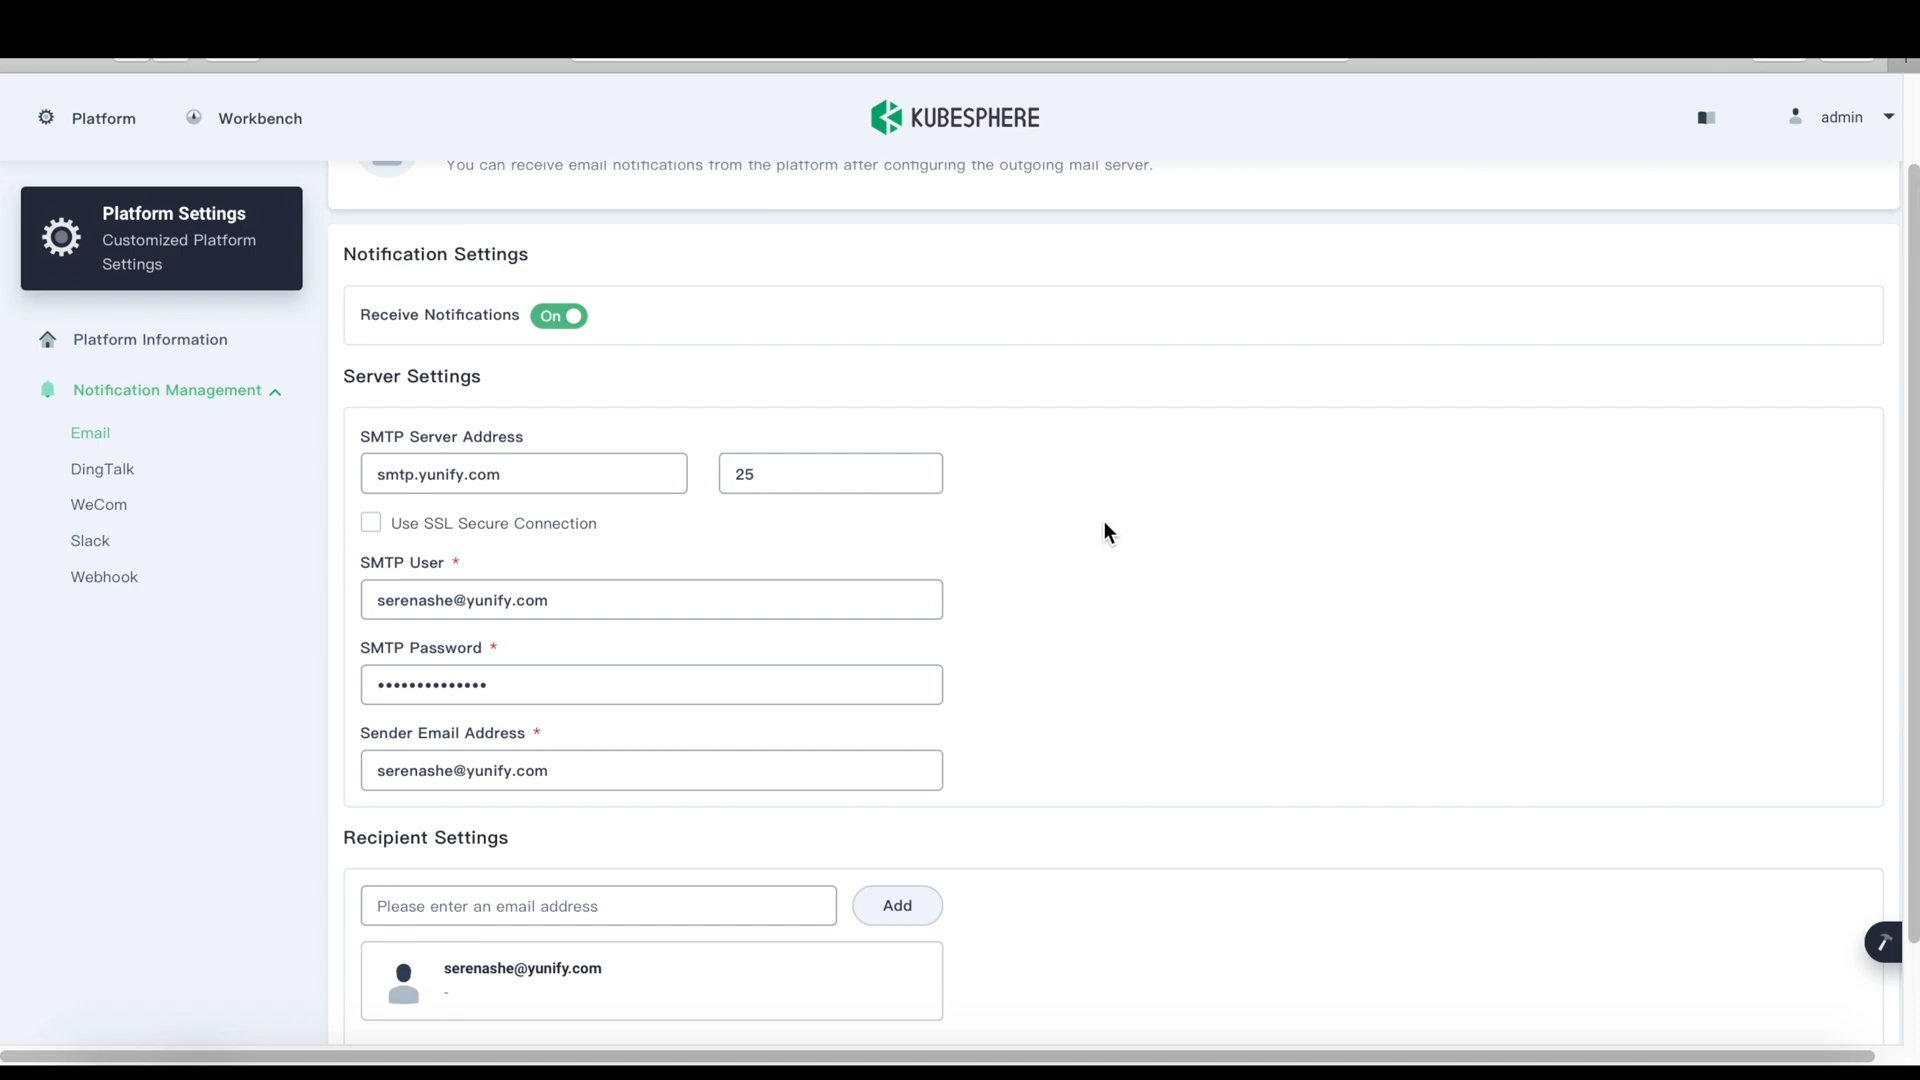 Platform
Workbench
KUBESPHERE
admin
You can receive email notifications from the platform after configuring the outgoing mail server.
Platform Settings
Customized Platform
Settings
Platform Information
Notification Management
Email
DingTalk
WeCom
Slack
Webhook
Notification Settings
Receive Notifications On
Server Settings
SMTP Server Address
smtp.yunify.com
25
Use SSL Secure Connection
SMTP User *
serenashe@yunify.com
SMTP Password *
••••••••••••••
Sender Email Address *
serenashe@yunify.com
Recipient Settings
Please enter an email address
Add
serenashe@yunify.com
-